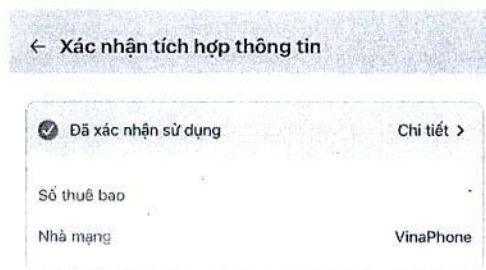 ← Xác nhận tích hợp thông tin
Đã xác nhận sử dụng Chi tiết >
Số thuê bao
Nhà mạng VinaPhone